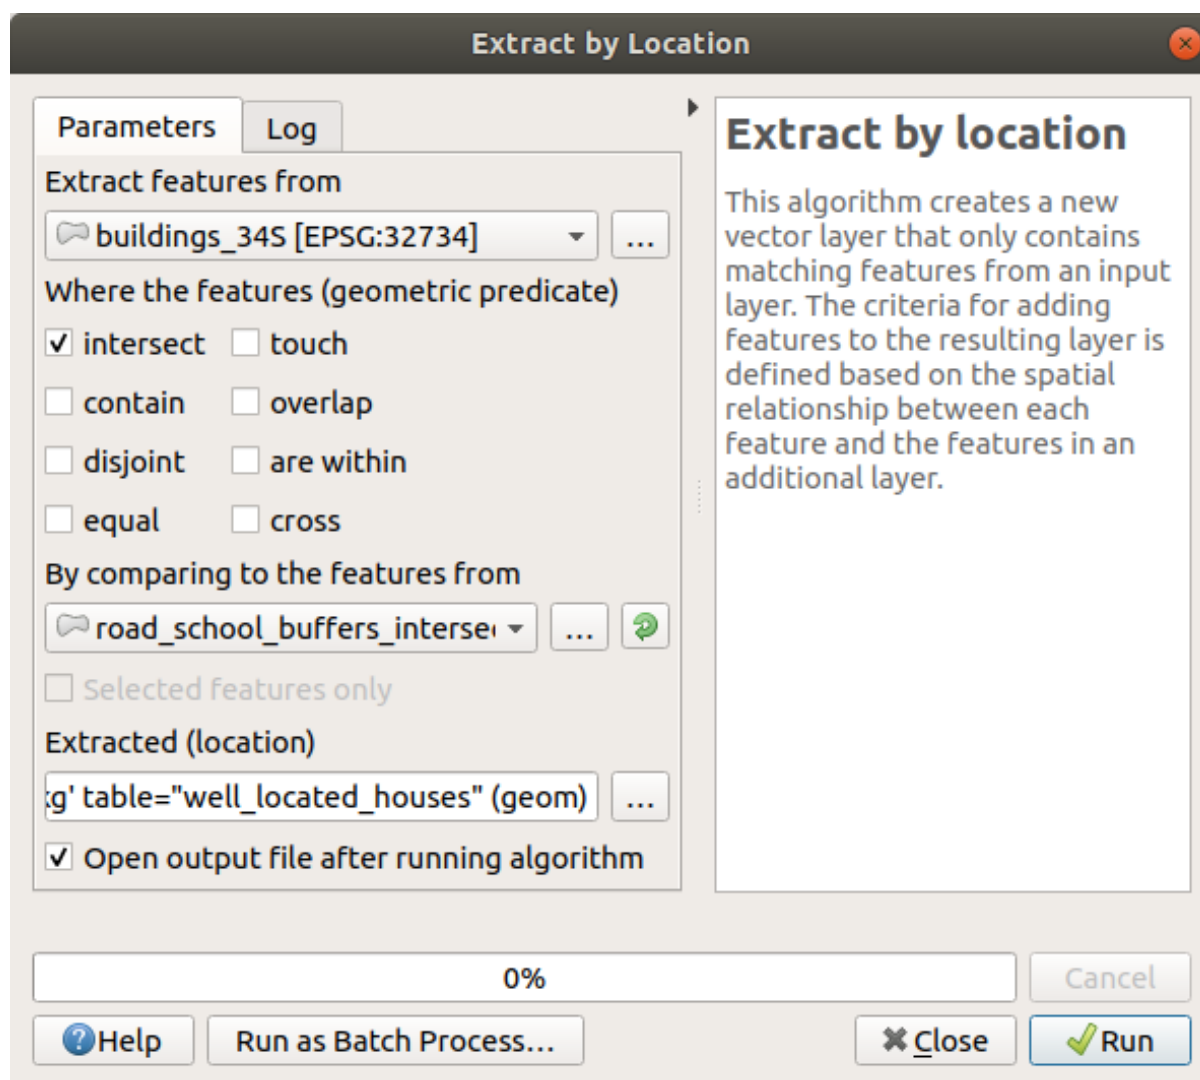 Extract by Location
Parameters
Log
Extract features from
buildings_34S [EPSG:32734]
...
Where the features (geometric predicate)
intersect
touch
contain
overlap
disjoint
are within
equal
cross
By comparing to the features from
road_school_buffers_interse
...
Selected features only
Extracted (location)
g' table="well_located_houses" (geom)
...
Open output file after running algorithm
Extract by location
This algorithm creates a new
vector layer that only contains
matching features from an input
layer. The criteria for adding
features to the resulting layer is
defined based on the spatial
relationship between each
feature and the features in an
additional layer.
0%
Cancel
Help
Run as Batch Process...
Close
Run